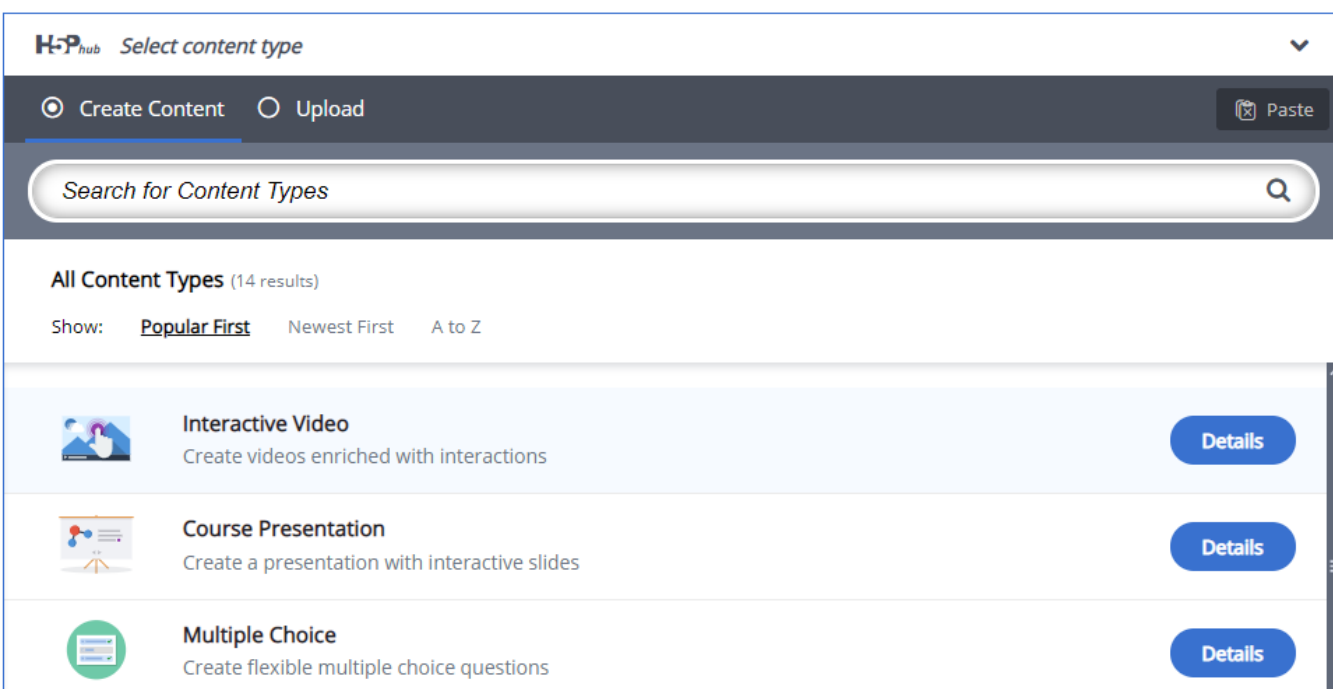 H5P hub Select content type
Create Content Upload Paste
Search for Content Types
All Content Types (14 results)
Show: Popular First Newest First A to Z
Interactive Video
Create videos enriched with interactions
Details
Course Presentation
Create a presentation with interactive slides
Details
Multiple Choice
Create flexible multiple choice questions
Details